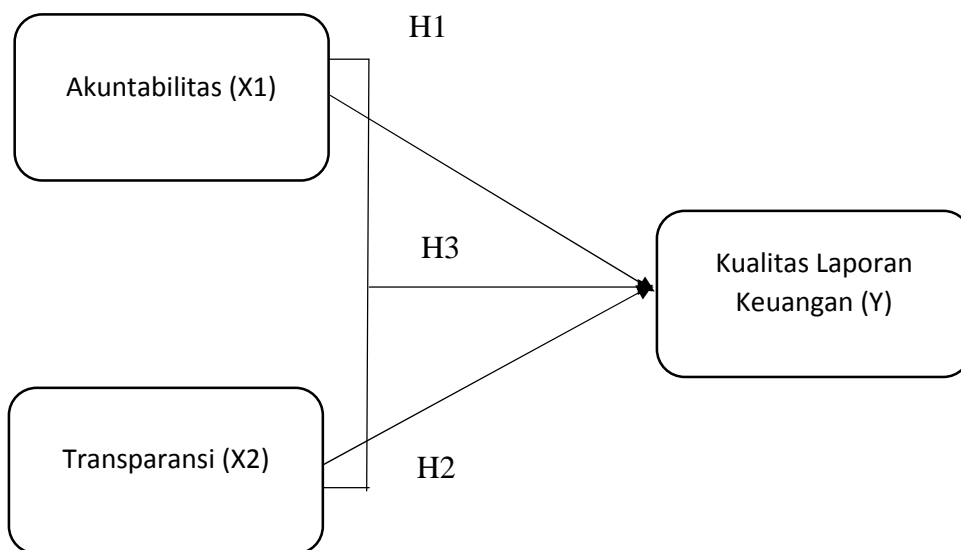 H1
Akuntabilitas (X1)
H3
Kualitas Laporan
Keuangan (Y)
Transparansi (X2)
H2